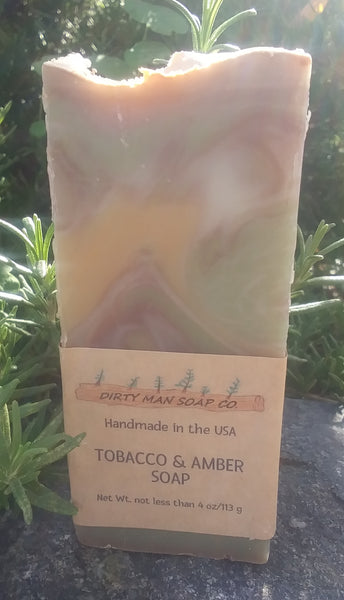 DIRTY MAN SOAP CO.
Handmade in the USA
TOBACCO & AMBER
SOAP
Net Wt. not less than 4 oz/113 g